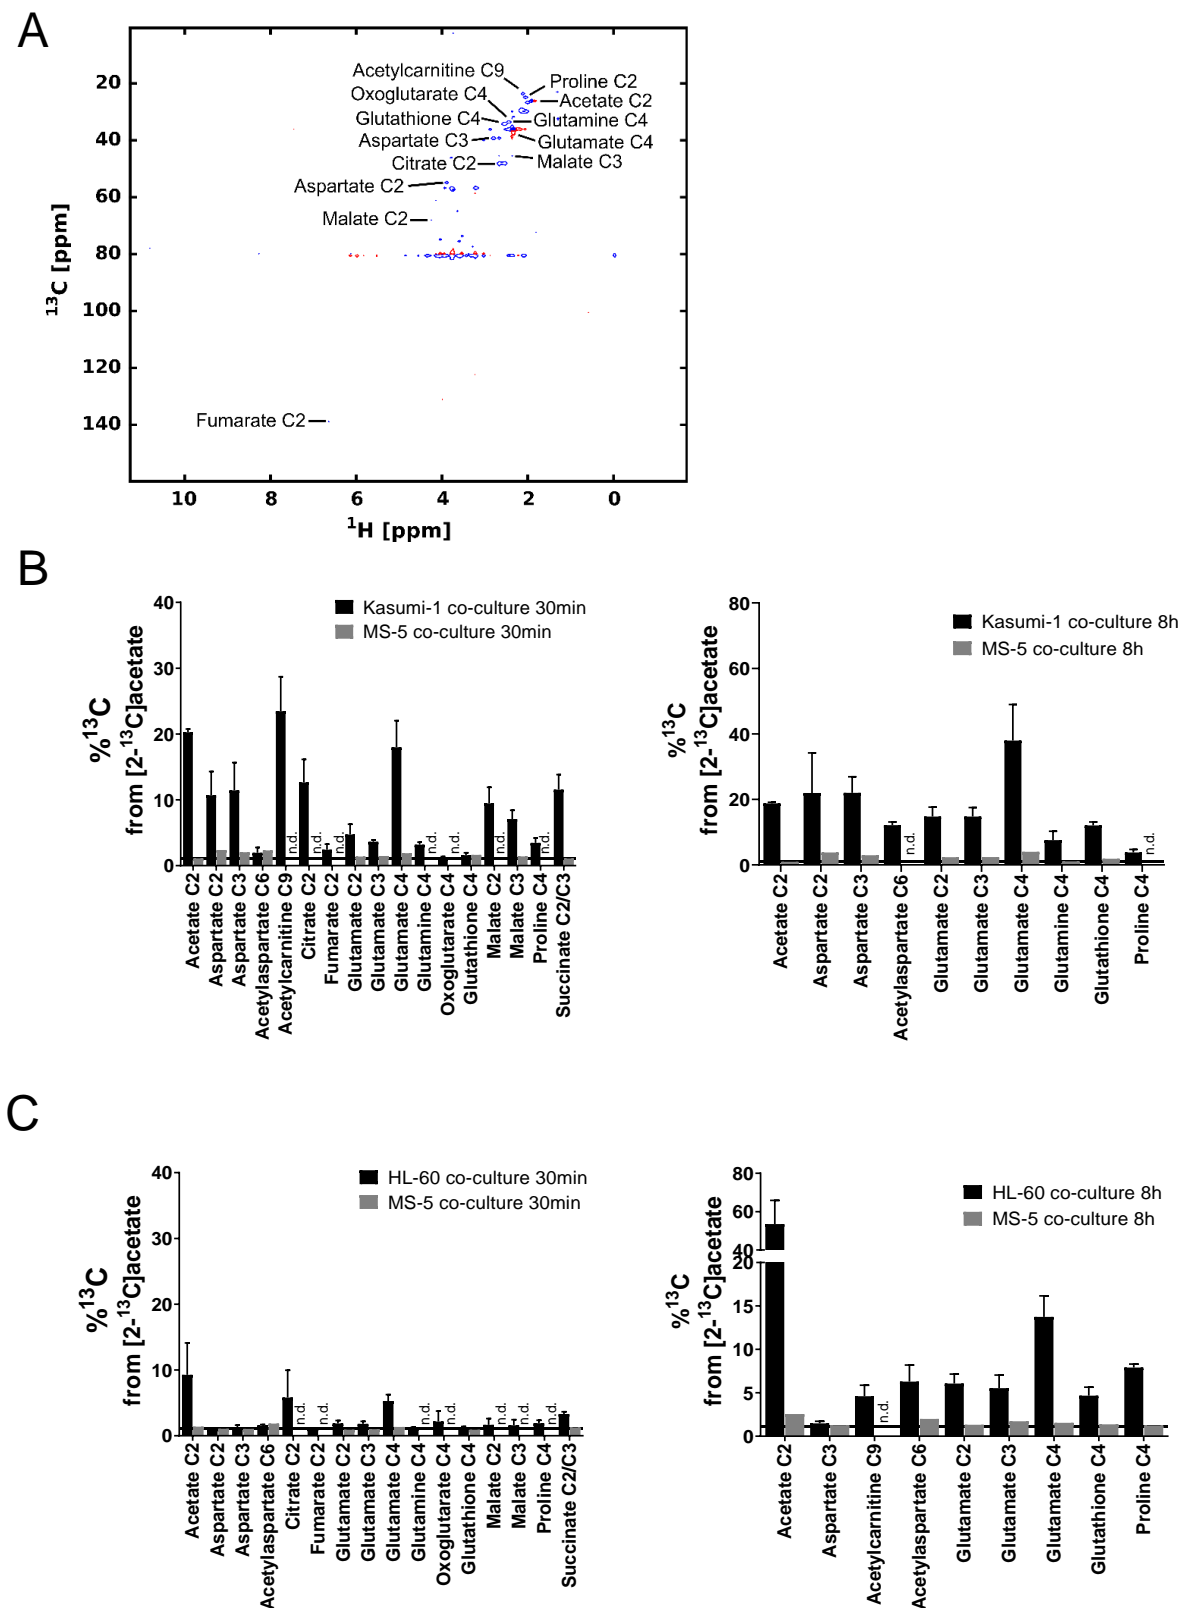 A
Acetylcarnitine C9
Proline C2
Oxoglutarate C4
Acetate C2
Glutathione C4
Glutamine C4
Aspartate C3
Glutamate C4
Citrate C2
Malate C3
Aspartate C2
Malate C2
Fumarate C2
20
40
60
80
100
120
140
13C [ppm]
10 8 6 4 2 0
1H [ppm]
B
40
30
20
10
0
%13C
from [2-13C]acetate
Kasumi-1 co-culture 30min
MS-5 co-culture 30min
n.d. n.d. n.d. n.d. n.d. n.d. n.d.
Acetate C2
Aspartate C2
Aspartate C3
Acetylaspartate C6
Acetylcarnitine C9
Citrate C2
Fumarate C2
Glutamate C2
Glutamate C3
Glutamate C4
Glutamine C4
Oxoglutarate C4
Glutathione C4
Malate C2
Malate C3
Proline C4
Succinate C2/C3
80
60
40
20
0
%13C
from [2-13C]acetate
Kasumi-1 co-culture 8h
MS-5 co-culture 8h
n.d. n.d.
Acetate C2
Aspartate C2
Aspartate C3
Acetylaspartate C6
Glutamate C2
Glutamate C3
Glutamate C4
Glutamine C4
Glutathione C4
Proline C4
C
40
30
20
10
0
%13C
from [2-13C]acetate
HL-60 co-culture 30min
MS-5 co-culture 30min
n.d. n.d. n.d. n.d. n.d. n.d. n.d.
Acetate C2
Aspartate C2
Aspartate C3
Acetylaspartate C6
Citrate C2
Fumarate C2
Glutamate C2
Glutamate C3
Glutamate C4
Glutamine C4
Oxoglutarate C4
Glutathione C4
Malate C2
Malate C3
Proline C4
Succinate C2/C3
80
60
40
20
15
10
5
0
%13C
from [2-13C]acetate
HL-60 co-culture 8h
MS-5 co-culture 8h
n.d.
Acetate C2
Aspartate C3
Acetylcarnitine C9
Acetylaspartate C6
Glutamate C2
Glutamate C3
Glutamate C4
Glutathione C4
Proline C4